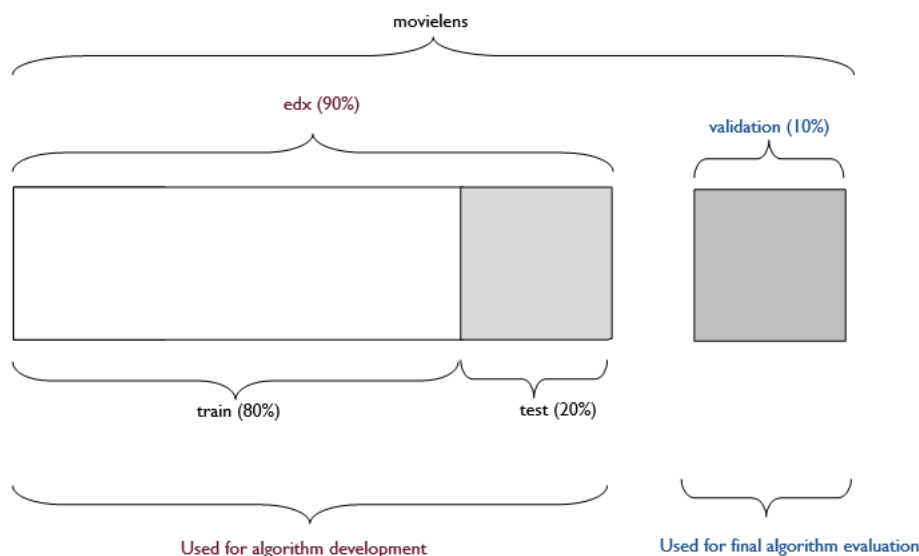 movielens
edx (90%)
validation (10%)
train (80%)
test (20%)
Used for algorithm development
Used for final algorithm evaluation